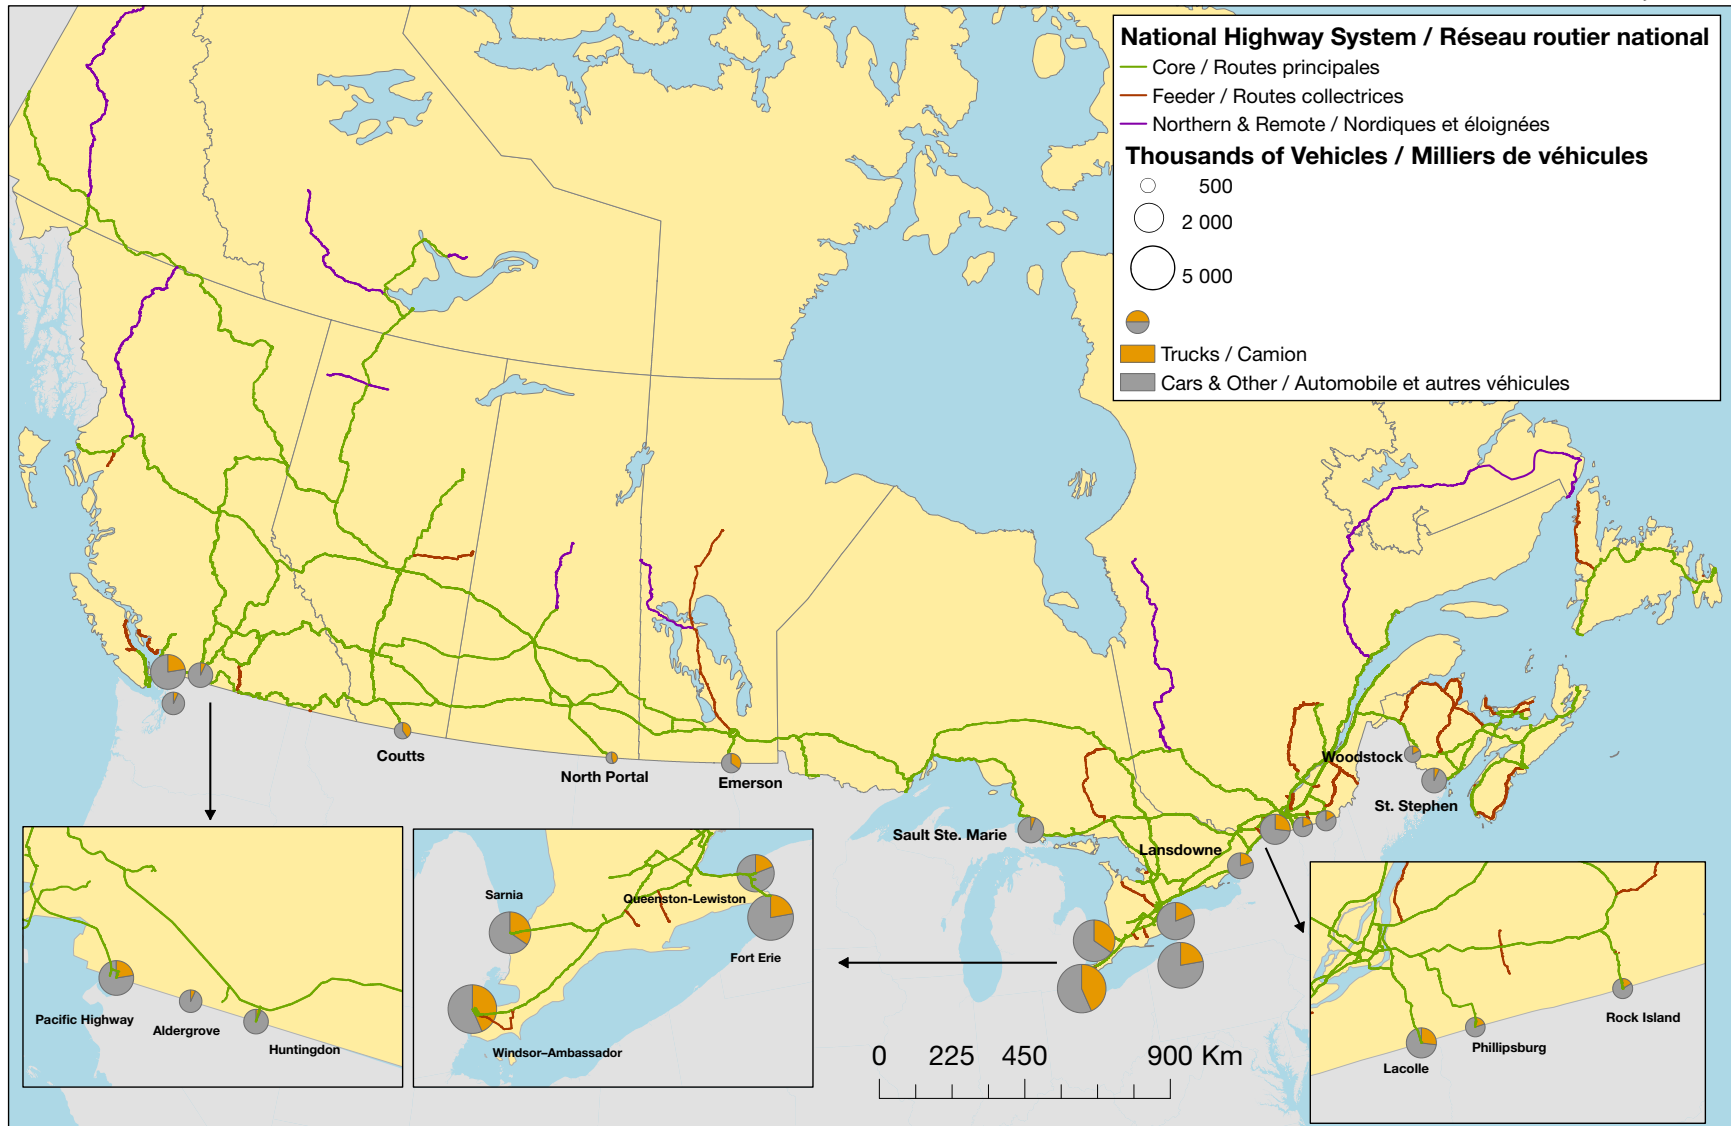 National Highway System / Réseau routier national
Core / Routes principales
Feeder / Routes collectrices
Northern & Remote / Nordiques et éloignées
Thousands of Vehicles / Milliers de véhicules
500
2 000
5 000
Trucks / Camion
Cars & Other / Automobile et autres véhicules
Coutts
North Portal
Emerson
Sault Ste. Marie
Lansdowne
Woodstock
St. Stephen
Pacific Highway
Aldergrove
Huntingdon
Sarnia
Queenston-Lewiston
Fort Erie
Windsor–Ambassador
0 225 450 900 Km
Rock Island
Phillipsburg
Lacolle